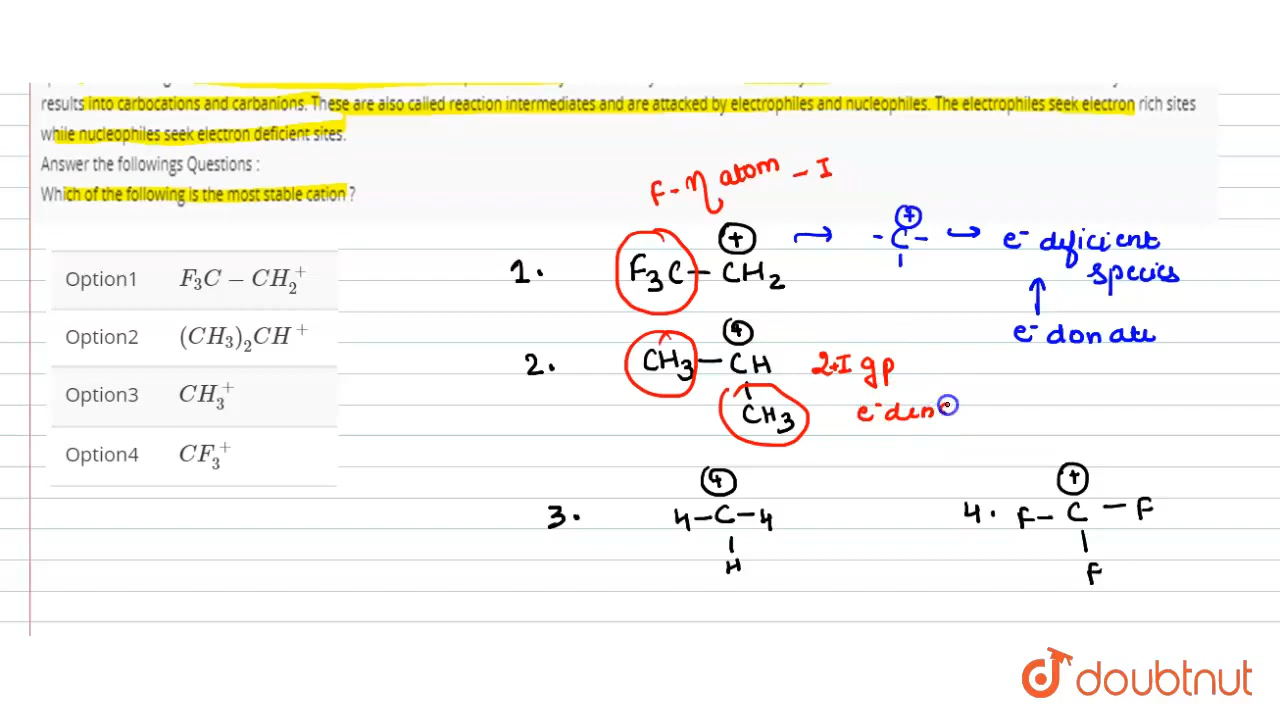 results into carbocations and carbanions. These are also called reaction intermediates and are attacked by electrophiles and nucleophiles. The electrophiles seek electron rich sites
while nucleophiles seek electron deficient sites.
Answer the followings Questions :
Which of the following is the most stable cation ?
Option1 F₃C − CH₂⁺
Option2 (CH₃)₂CH⁺
Option3 CH₃⁺
Option4 CF₃⁺
F - η atom - I
1. F₃C - CH₂ + → - C - + → e⁻ deficient
species
↑
e⁻ donate
2. CH₃ - CH + 2+I gp
CH₃ e⁻ den
3. H - C - H +
H
4. F - C - F +
F
doubtnut